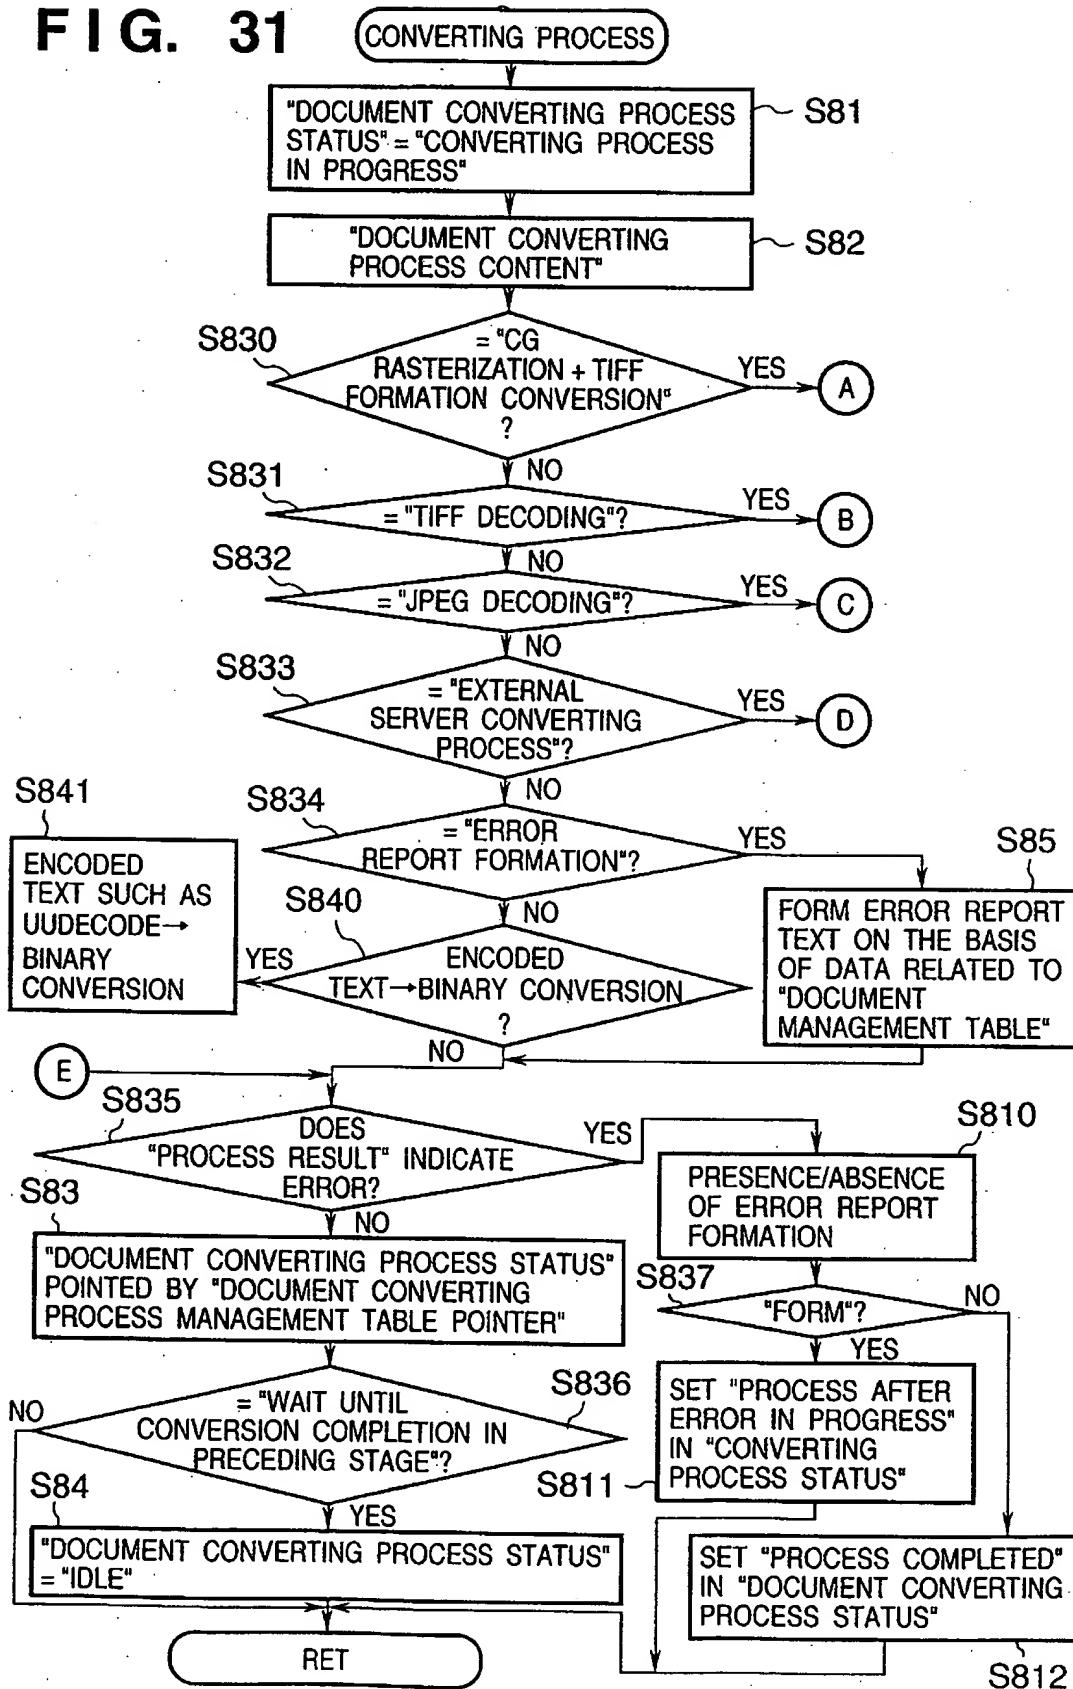 FIG. 31
CONVERTING PROCESS
"DOCUMENT CONVERTING PROCESS
STATUS" = "CONVERTING PROCESS
IN PROGRESS"
S81
"DOCUMENT CONVERTING
PROCESS CONTENT"
S82
S830
= "CG
RASTERIZATION + TIFF
FORMATION CONVERSION"
?
YES
A
NO
S831
= "TIFF DECODING"?
YES
B
NO
S832
= "JPEG DECODING"?
YES
C
NO
S833
= "EXTERNAL
SERVER CONVERTING
PROCESS"?
YES
D
NO
S834
= "ERROR
REPORT FORMATION"?
YES
NO
S841
ENCODED
TEXT SUCH AS
UUDECODE→
BINARY
CONVERSION
S840
ENCODED
TEXT→BINARY CONVERSION
?
YES
NO
S85
FORM ERROR REPORT
TEXT ON THE BASIS
OF DATA RELATED TO
"DOCUMENT
MANAGEMENT TABLE"
E
S835
DOES
"PROCESS RESULT" INDICATE
ERROR?
YES
NO
S810
PRESENCE/ABSENCE
OF ERROR REPORT
FORMATION
S83
"DOCUMENT CONVERTING PROCESS STATUS"
POINTED BY "DOCUMENT CONVERTING
PROCESS MANAGEMENT TABLE POINTER"
S837
"FORM"?
NO
YES
S836
= "WAIT UNTIL
CONVERSION COMPLETION IN
PRECEDING STAGE"?
NO
YES
SET "PROCESS AFTER
ERROR IN PROGRESS"
IN "CONVERTING
PROCESS STATUS"
S811
S84
"DOCUMENT CONVERTING PROCESS STATUS"
= "IDLE"
SET "PROCESS COMPLETED"
IN "DOCUMENT CONVERTING
PROCESS STATUS"
S812
RET